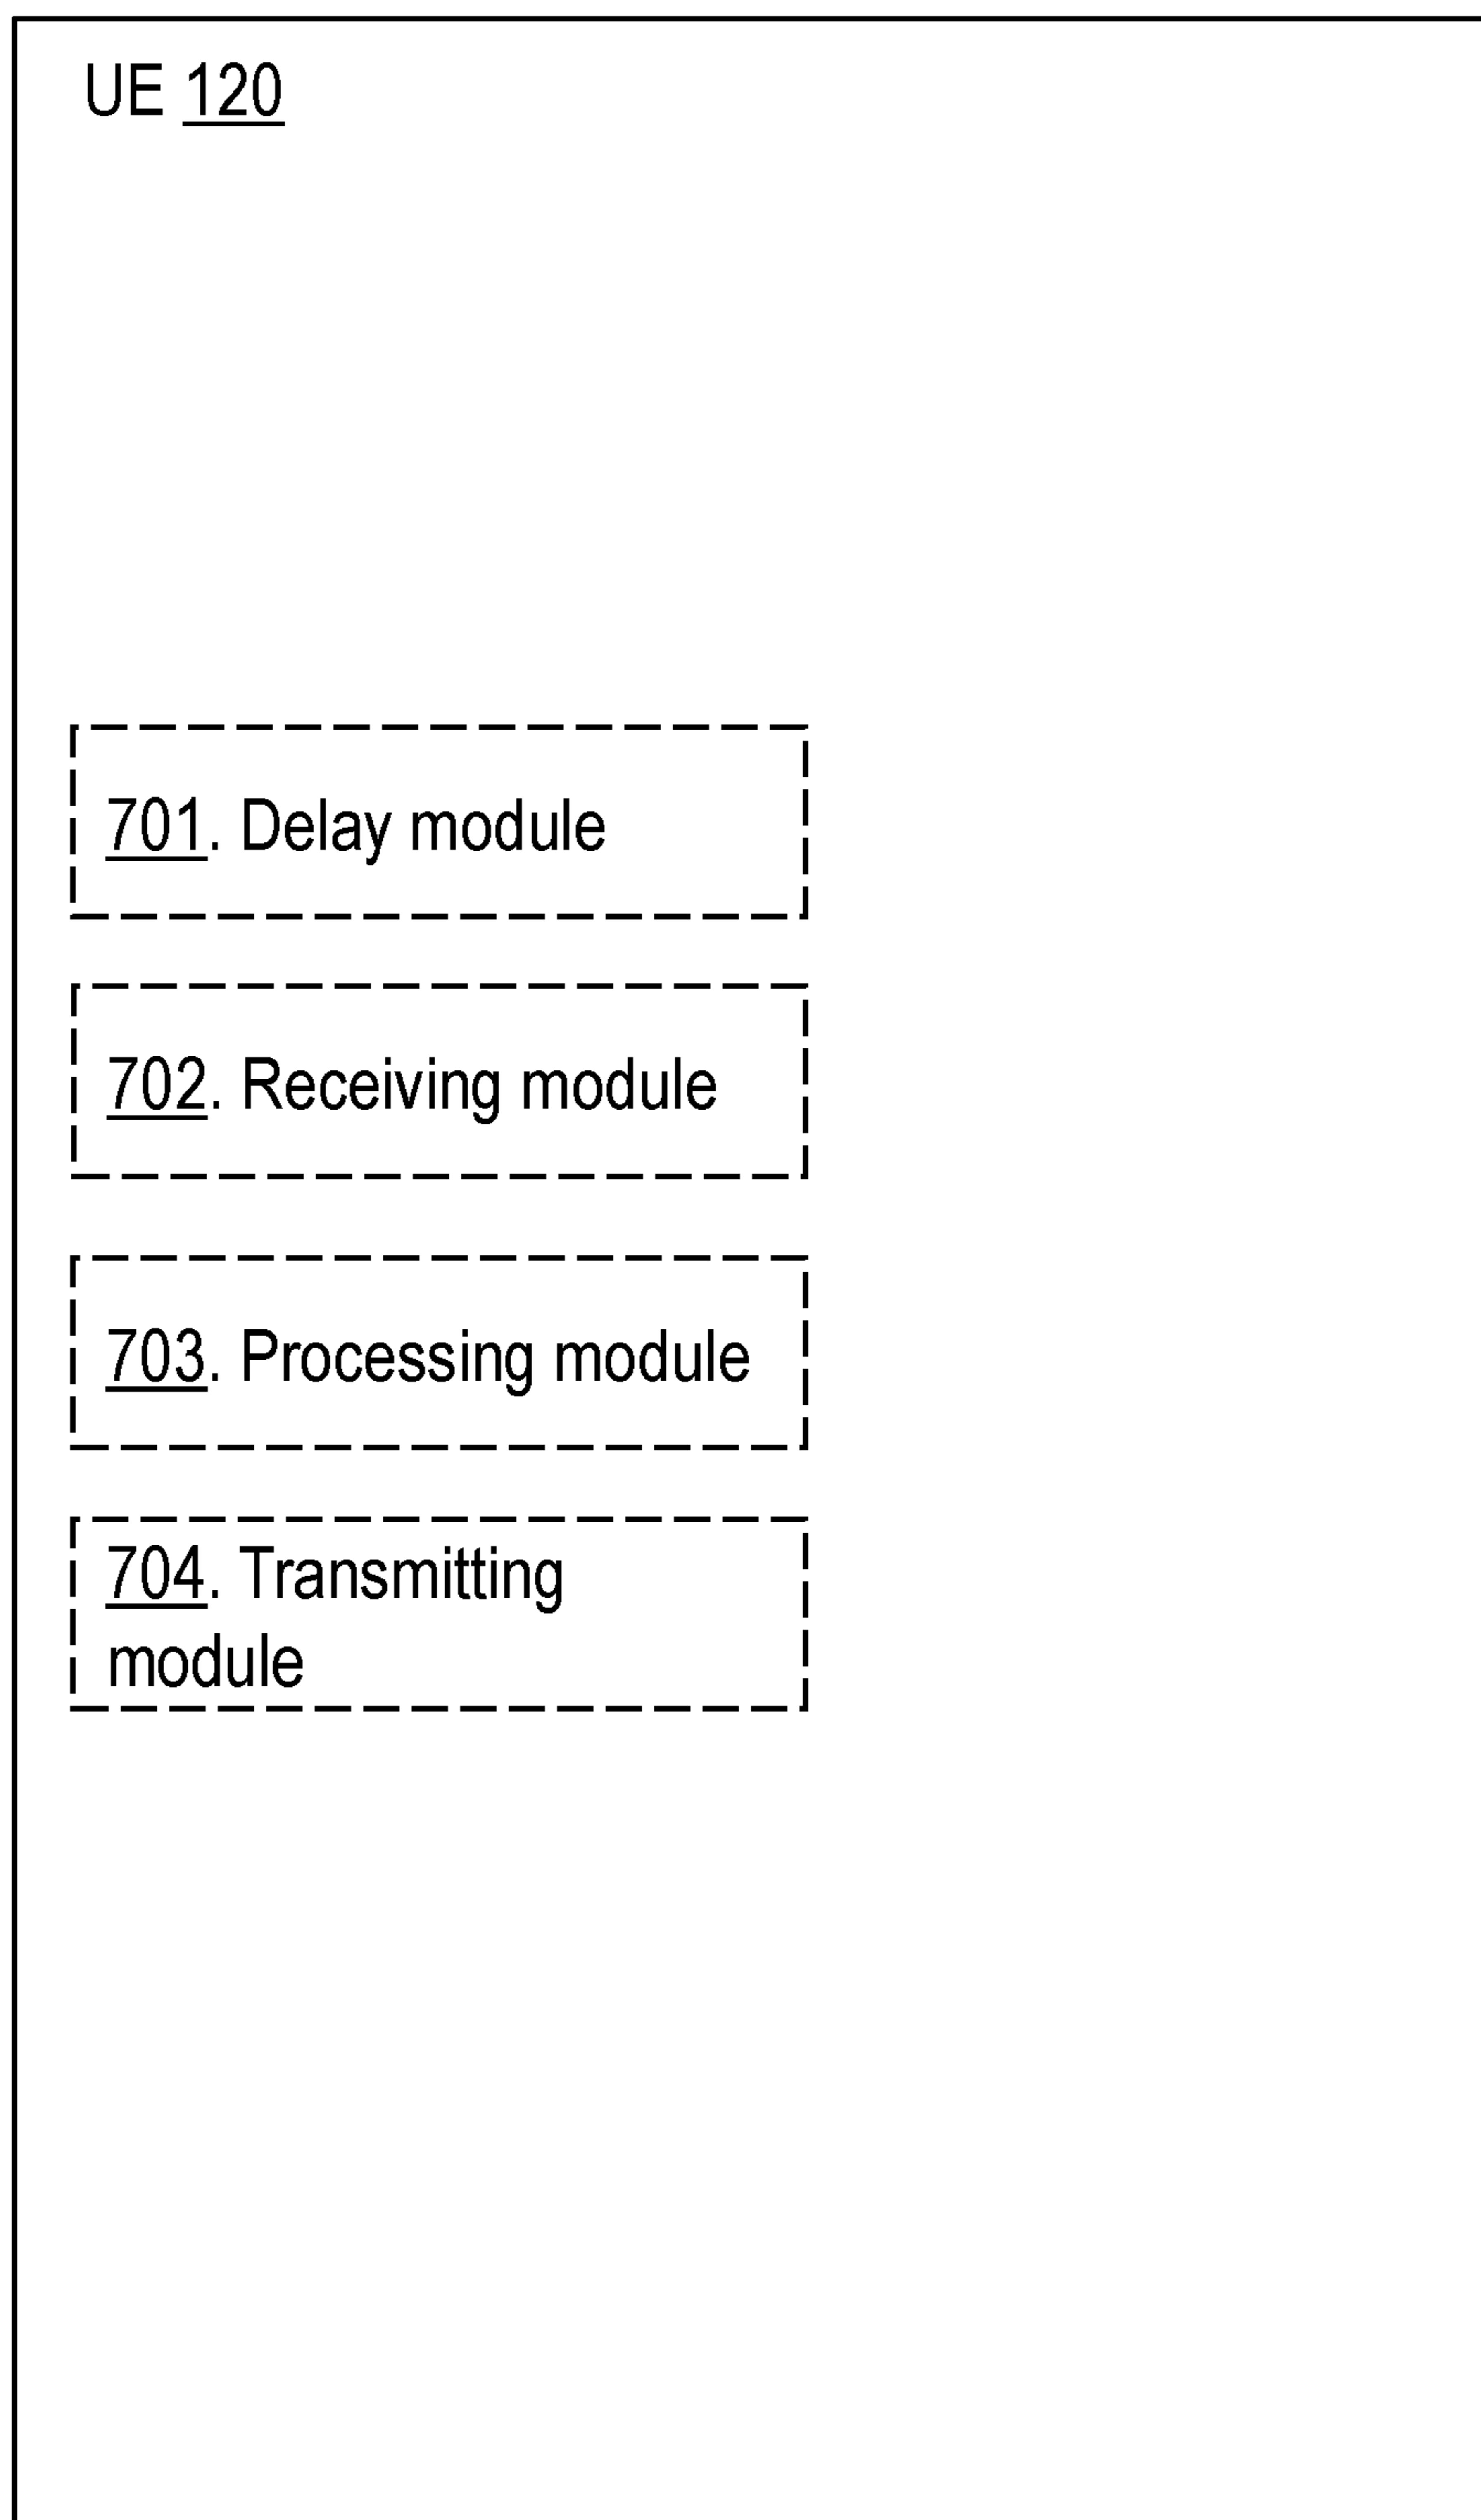 UE 120
701. Delay module
702. Receiving module
703. Processing module
704. Transmitting
module